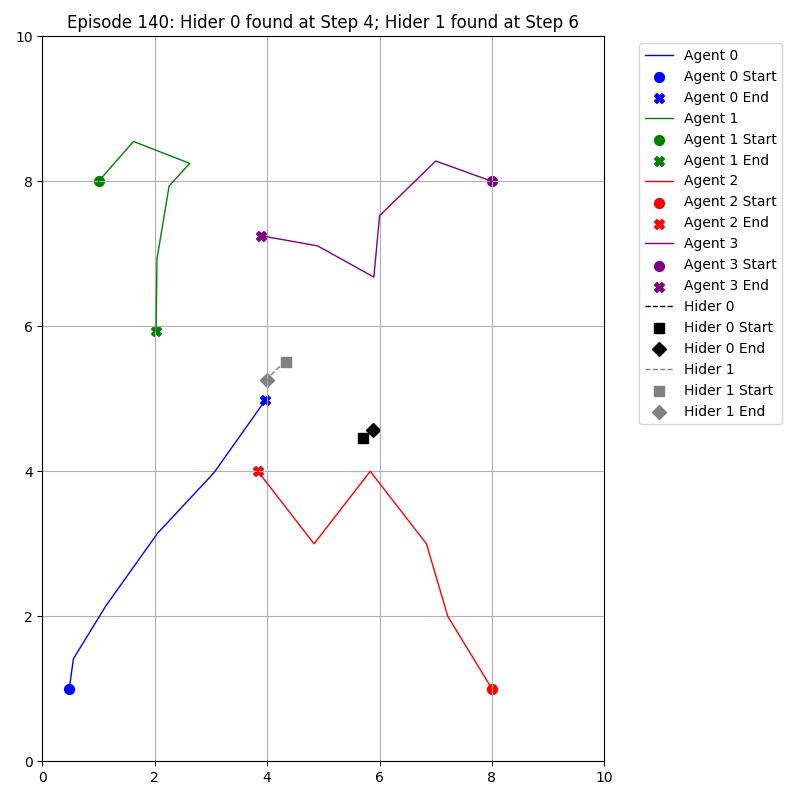 Episode 140: Hider 0 found at Step 4; Hider 1 found at Step 6
10
8
6
4
2
0
0 2 4 6 8 10
Agent 0
Agent 0 Start
Agent 0 End
Agent 1
Agent 1 Start
Agent 1 End
Agent 2
Agent 2 Start
Agent 2 End
Agent 3
Agent 3 Start
Agent 3 End
Hider 0
Hider 0 Start
Hider 0 End
Hider 1
Hider 1 Start
Hider 1 End